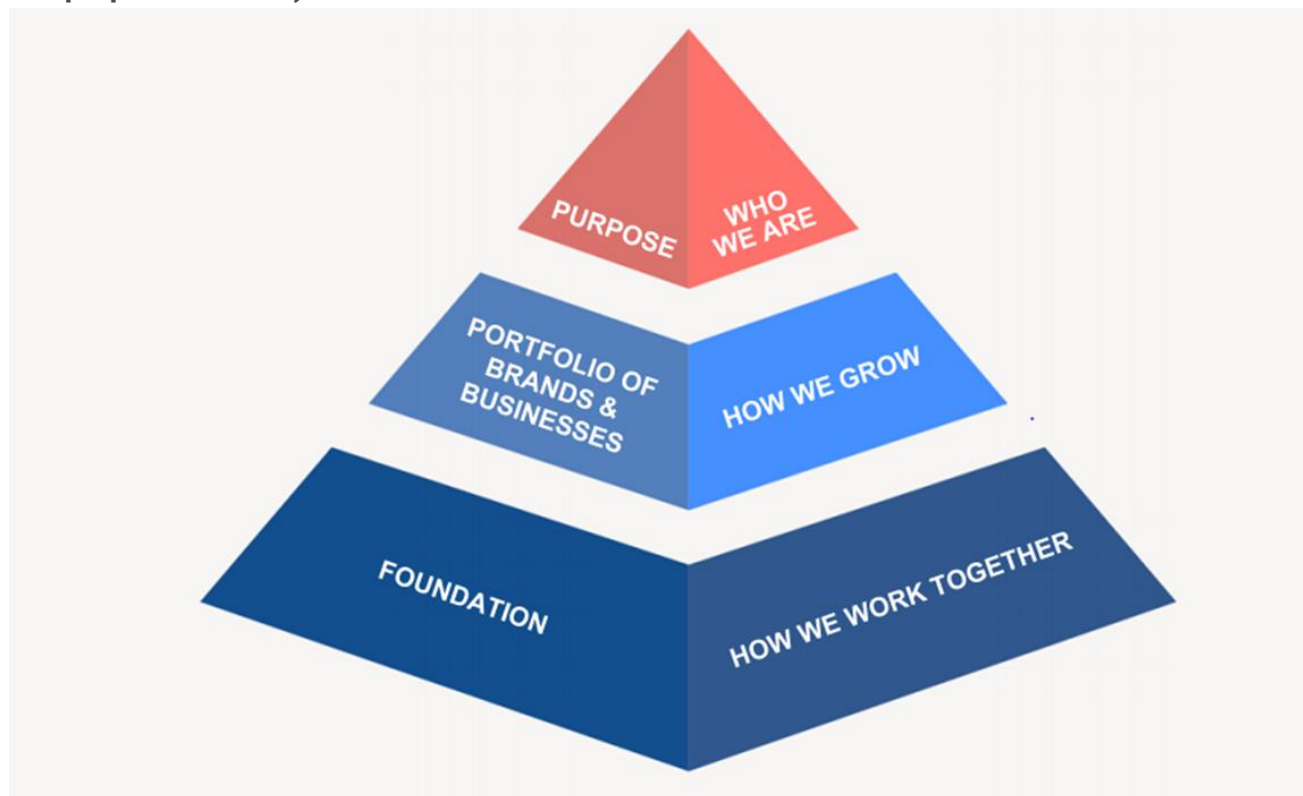 PURPOSE
WHO
WE ARE
PORTFOLIO OF
BRANDS &
BUSINESSES
HOW WE GROW
FOUNDATION
HOW WE WORK TOGETHER